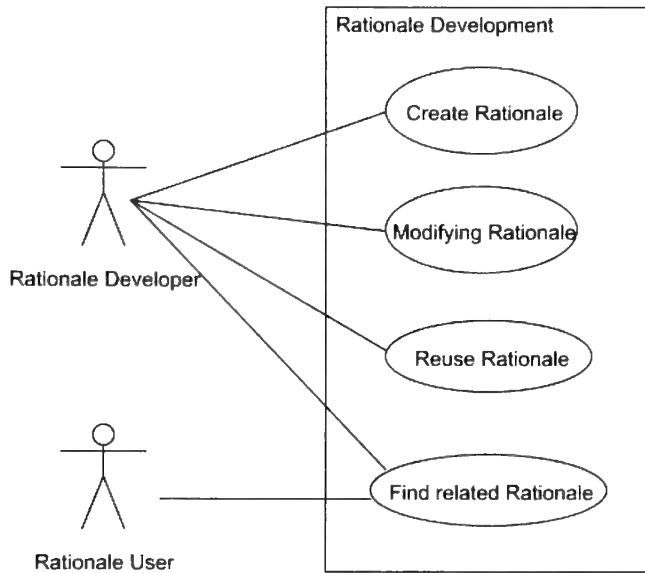 Rationale Development
Create Rationale
Modifying Rationale
Rationale Developer
Reuse Rationale
Find related Rationale
Rationale User